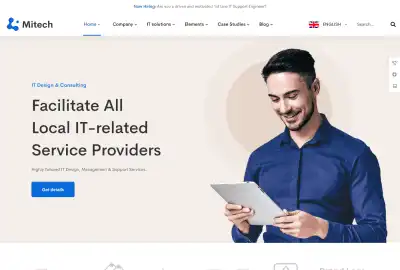 Now Hiring: Are you a driven and motivated 1st Line IT Support Engineer?
Mitech
Home
Company
IT solutions
Elements
Case Studies
Blog
ENGLISH
Search...
IT Design & Consulting
Facilitate All
Local IT-related
Service Providers
Highly focused IT Design, Management & Support Services.
Get details